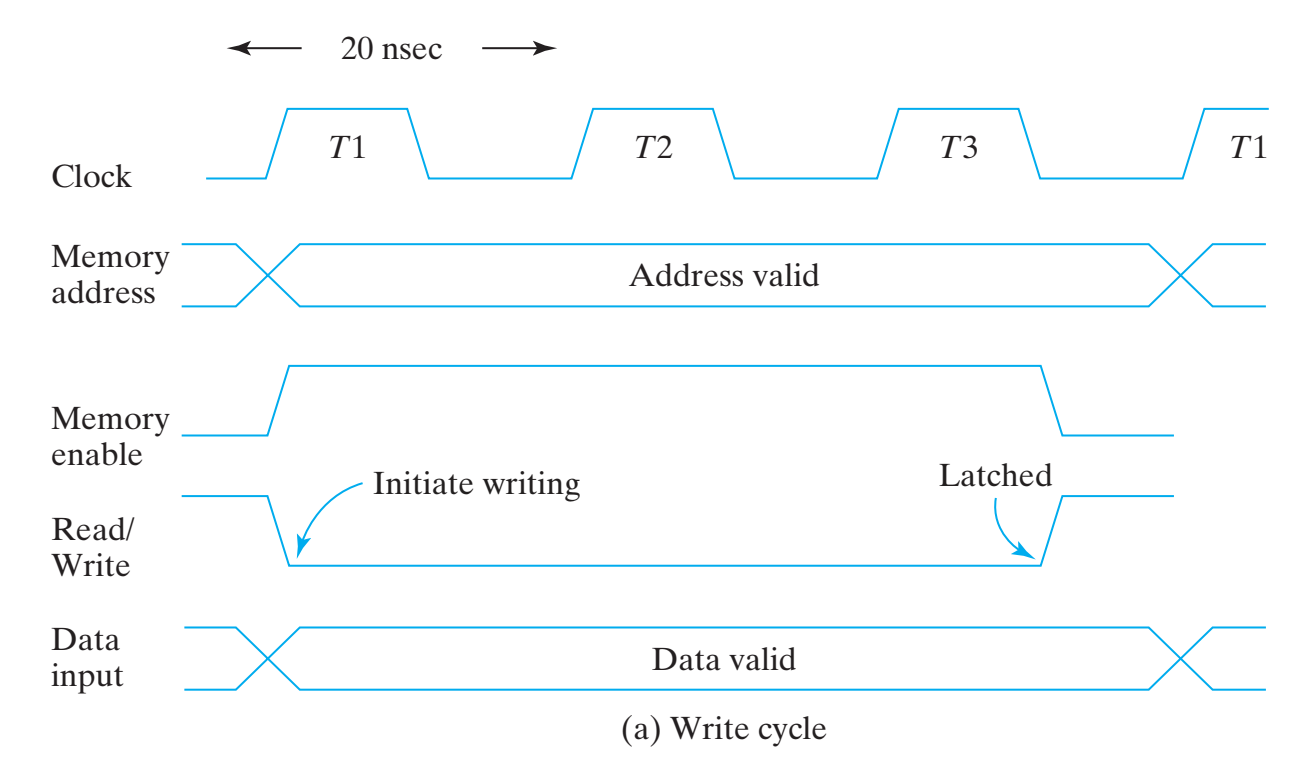 20 nsec
T1 T2 T3 T1
Clock
Memory
address
Address valid
Memory
enable
Initiate writing
Latched
Read/
Write
Data
input
Data valid
(a) Write cycle